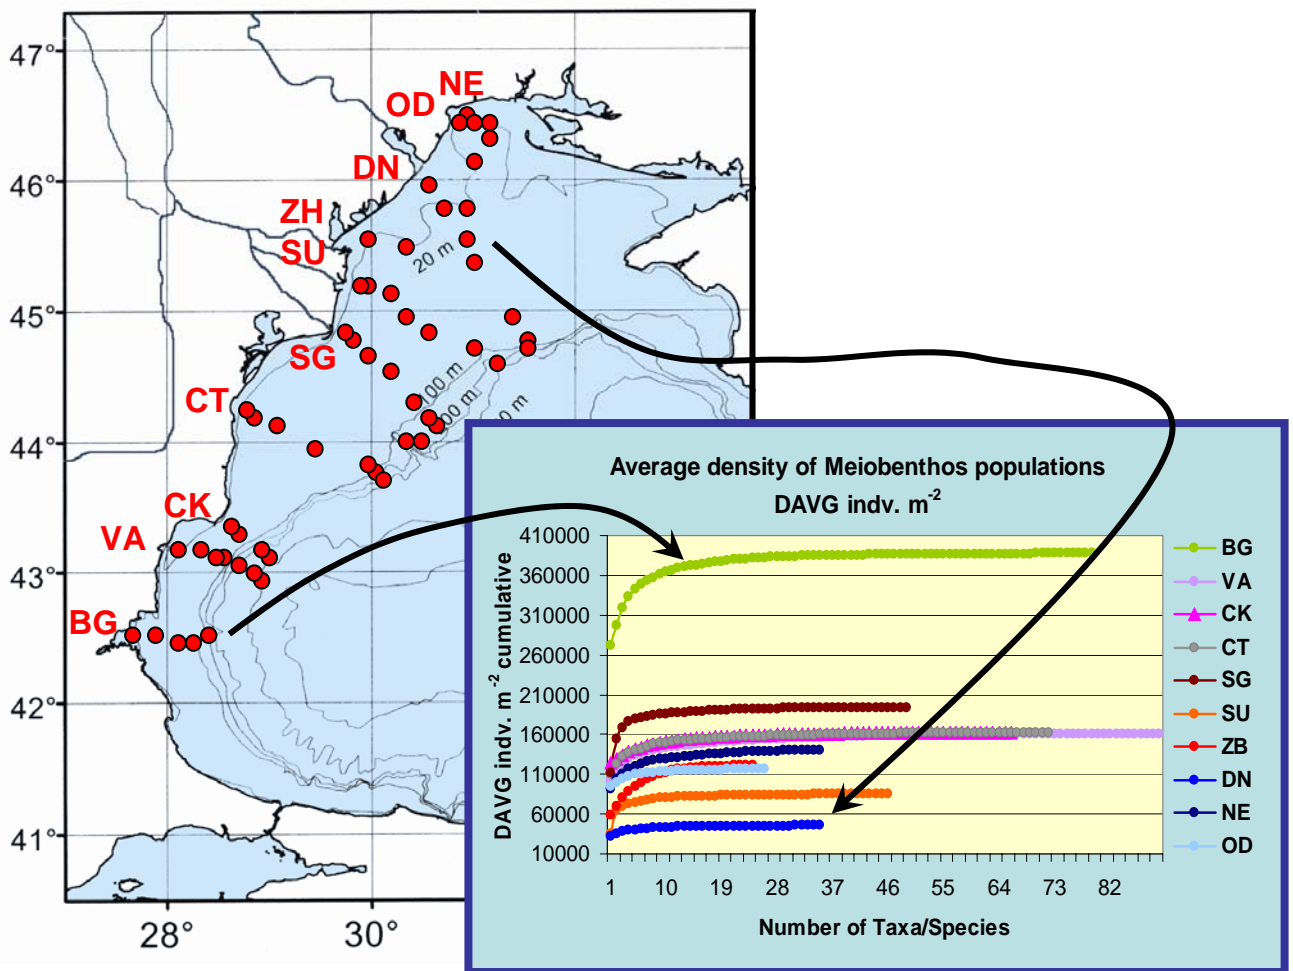 47°
46°
45°
44°
43°
42°
41°
28°
30°
NE
OD
DN
ZH
SU
SG
CT
CK
VA
BG
20 m
100 m
00 m
0 m
Average density of Meiobenthos populations
DAVG indv. m-2
DAVG indv. m-2 cumulative
410000
360000
310000
260000
210000
160000
110000
60000
10000
1 10 19 28 37 46 55 64 73 82
Number of Taxa/Species
BG
VA
CK
CT
SG
SU
ZB
DN
NE
OD